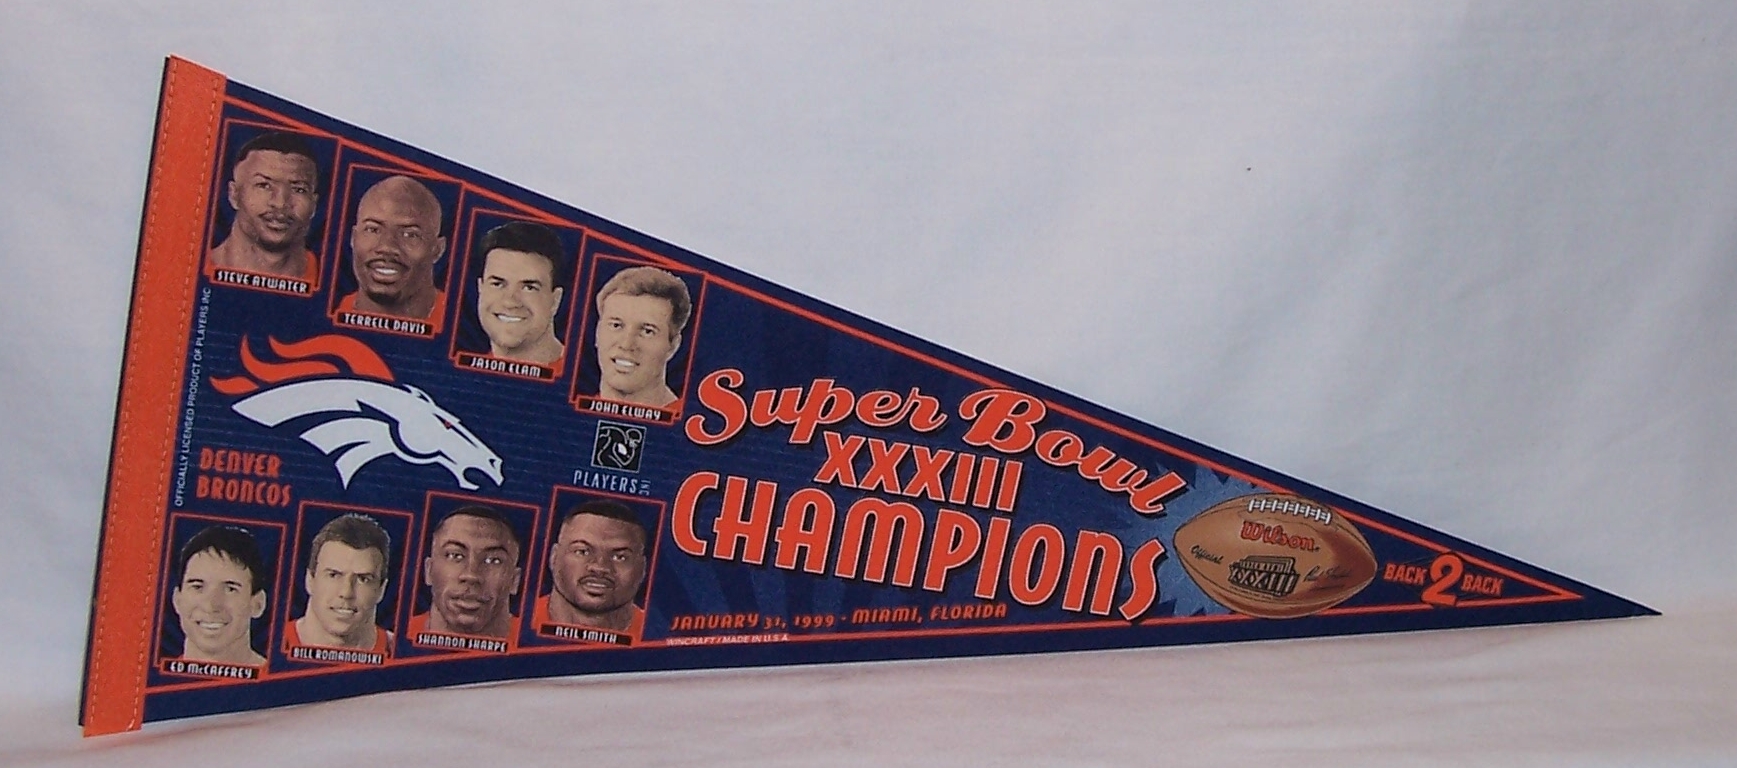 STEVE ATWATER
TERRELL DAVIS
JASON ELAM
JOHN ELWAY
OFFICIALLY LICENSED PRODUCT OF PLAYERS INC
DENVER
BRONCOS
PLAYERS INC
Super Bowl
XXXIII
CHAMPIONS
JANUARY 31, 1999 · MIAMI, FLORIDA
WINCRAFT / MADE IN U.S.A.
Wilson
Official
XXXIII
BACK 2 BACK
ED McCAFFREY
BILL ROMANOWSKI
SHANNON SHARPE
NEIL SMITH